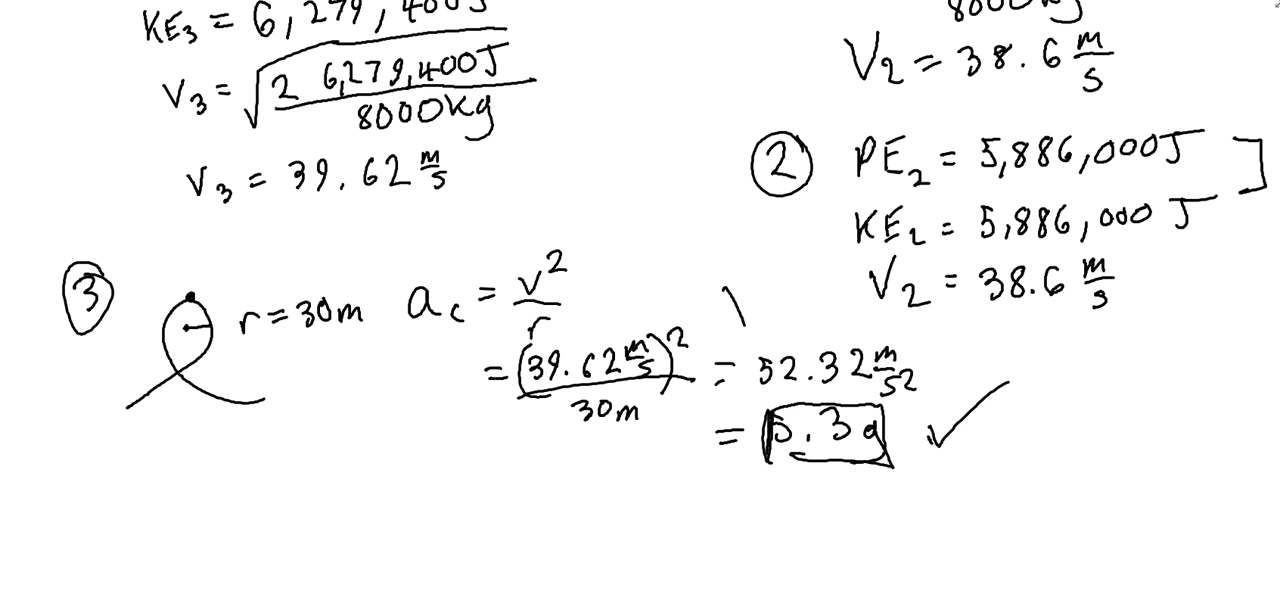 KE₃ = 6,279,400J
V₃ = √(2 6,279,400J / 8000kg)
V₃ = 39.62 m/s
8000kg
V₂ = 38.6 m/s
② PE₂ = 5,886,000J ]
KE₂ = 5,886,000 J
V₂ = 38.6 m/s
③ r = 30m a꜀ = v²/r
= (39.62 m/s)²/30m = 52.32 m/s²
= 5.3g ✓